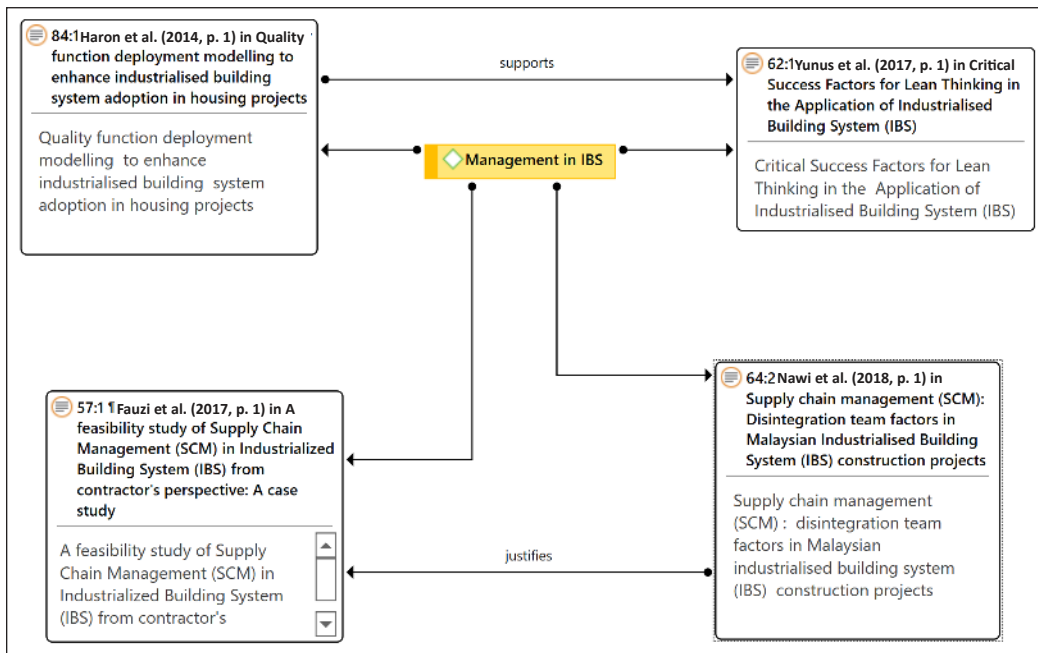 84:1 Haron et al. (2014, p. 1) in Quality
function deployment modelling to
enhance industrialised building
system adoption in housing projects
Quality function deployment
modelling to enhance
industrialised building system
adoption in housing projects
supports
62:1 Yunus et al. (2017, p. 1) in Critical
Success Factors for Lean Thinking in
the Application of Industrialised
Building System (IBS)
Critical Success Factors for Lean
Thinking in the Application of
Industrialised Building System (IBS)
Management in IBS
57:1 ¶ Fauzi et al. (2017, p. 1) in A
feasibility study of Supply Chain
Management (SCM) in Industrialized
Building System (IBS) from
contractor's perspective: A case
study
A feasibility study of Supply
Chain Management (SCM) in
Industrialized Building System
(IBS) from contractor's
justifies
64:2 Nawi et al. (2018, p. 1) in
Supply chain management (SCM):
Disintegration team factors in
Malaysian Industrialised Building
System (IBS) construction projects
Supply chain management
(SCM) : disintegration team
factors in Malaysian
industrialised building system
(IBS) construction projects